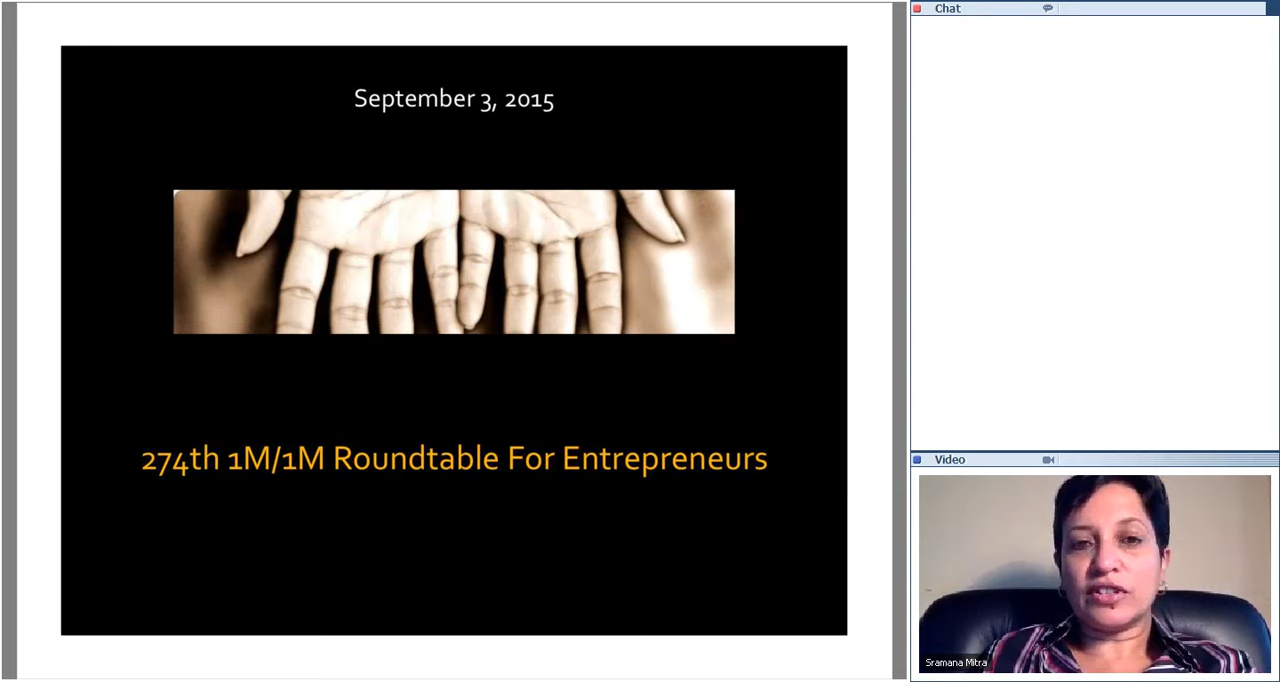 September 3, 2015
274th 1M/1M Roundtable For Entrepreneurs
Chat
Video
Sramana Mitra